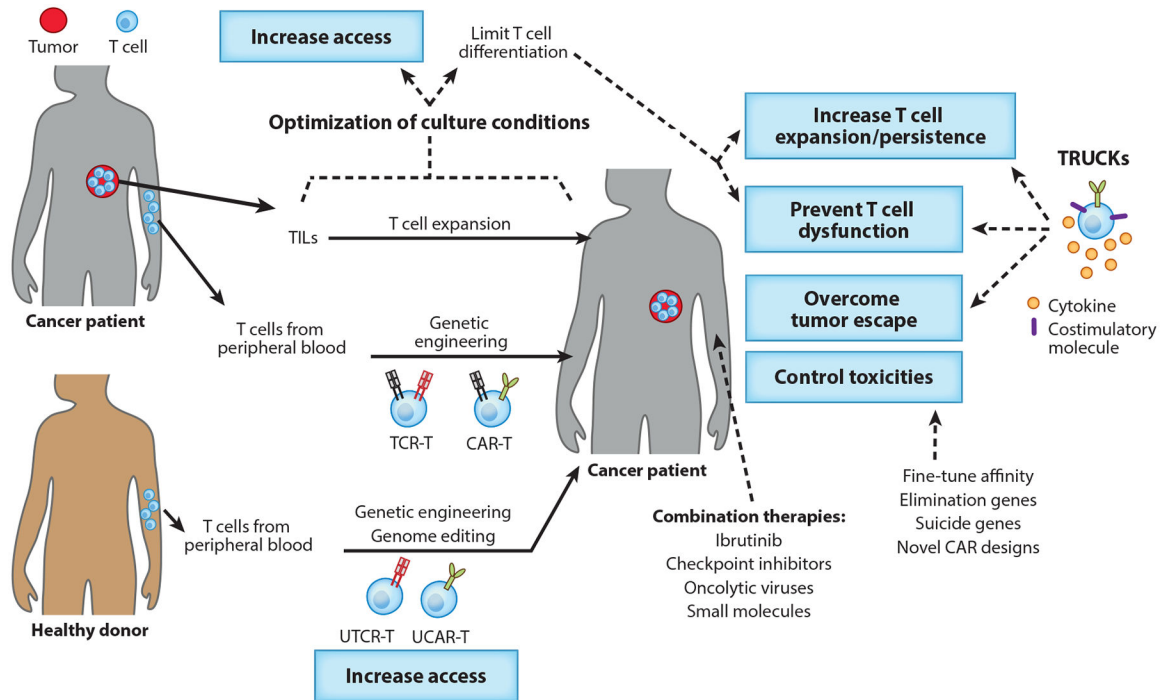 Tumor
T cell
Increase access
Limit T cell
differentiation
Optimization of culture conditions
TILs
T cell expansion
Cancer patient
T cells from
peripheral blood
Genetic
engineering
TCR-T
CAR-T
Cancer patient
Healthy donor
T cells from
peripheral blood
Genetic engineering
Genome editing
UTCR-T
UCAR-T
Increase access
Increase T cell
expansion/persistence
Prevent T cell
dysfunction
Overcome
tumor escape
Control toxicities
TRUCKs
Cytokine
Costimulatory
molecule
Combination therapies:
Ibrutinib
Checkpoint inhibitors
Oncolytic viruses
Small molecules
Fine-tune affinity
Elimination genes
Suicide genes
Novel CAR designs